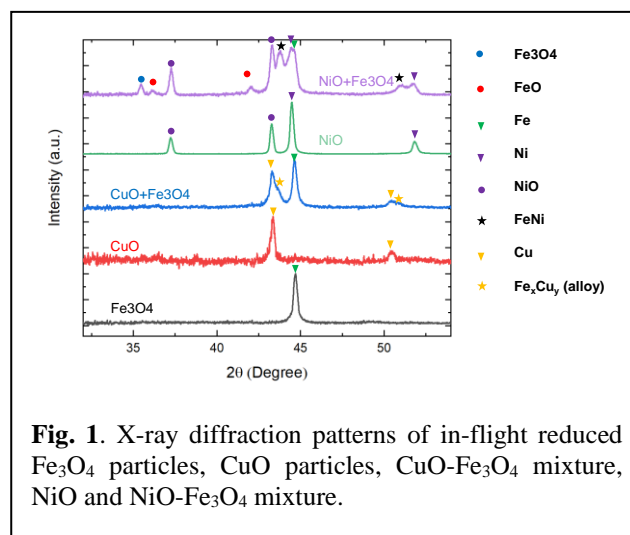 Fe3O4
FeO
Fe
Ni
NiO
FeNi
Cu
FexCuy (alloy)
NiO+Fe3O4
NiO
CuO+Fe3O4
CuO
Fe3O4
Intensity (a.u.)
35
40
45
50
2θ (Degree)
Fig. 1. X-ray diffraction patterns of in-flight reduced
Fe3O4 particles, CuO particles, CuO-Fe3O4 mixture,
NiO and NiO-Fe3O4 mixture.